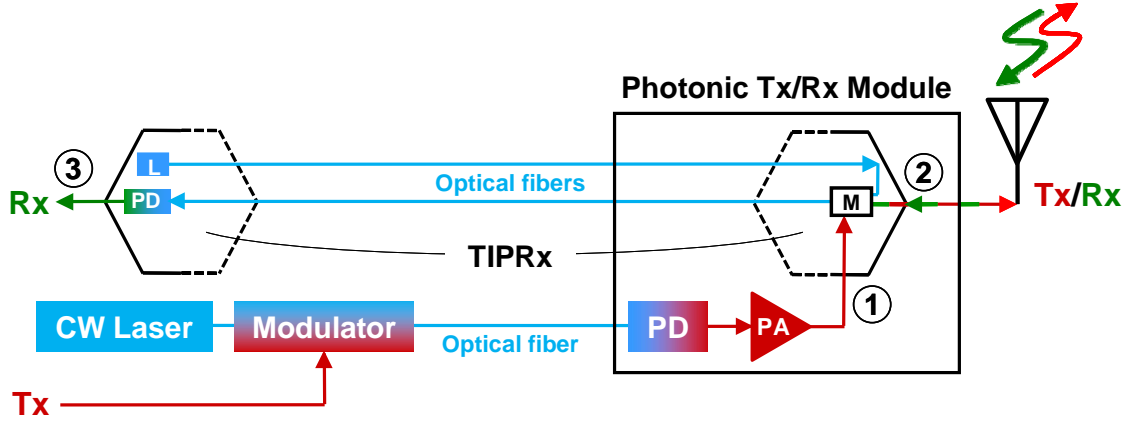 Photonic Tx/Rx Module
3
L
2
Optical fibers
Rx
PD
M
Tx/Rx
TIPRx
1
CW Laser
Modulator
Optical fiber
PD
PA
Tx